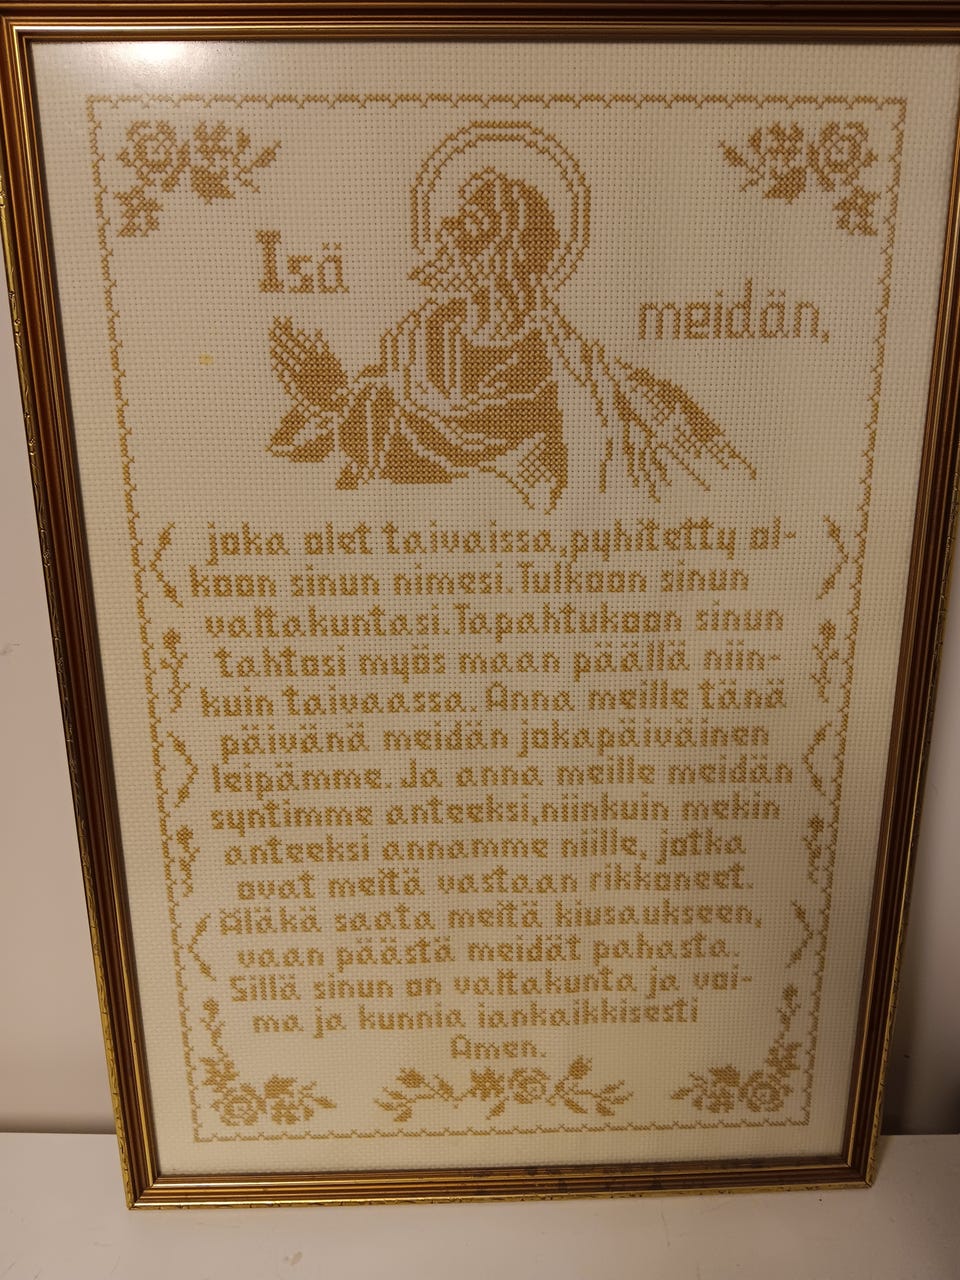 Isä
meidän,
joka olet taivaissa, pyhitetty ol-
koon sinun nimesi. Tulkoon sinun
valtakuntasi. Tapahtukoon sinun
tahtosi myös maan päällä niin-
kuin taivaassa. Anna meille tänä
päivänä meidän jokapäiväinen
leipämme. Ja anna meille meidän
syntimme anteeksi, niinkuin mekin
anteeksi annamme niille, jotka
ovat meitä vastaan rikkoneet.
Äläkä saata meitä kiusaukseen,
vaan päästä meidät pahasta.
Sillä sinun on valtakunta ja voi-
ma ja kunnia iankaikkisesti
Amen.